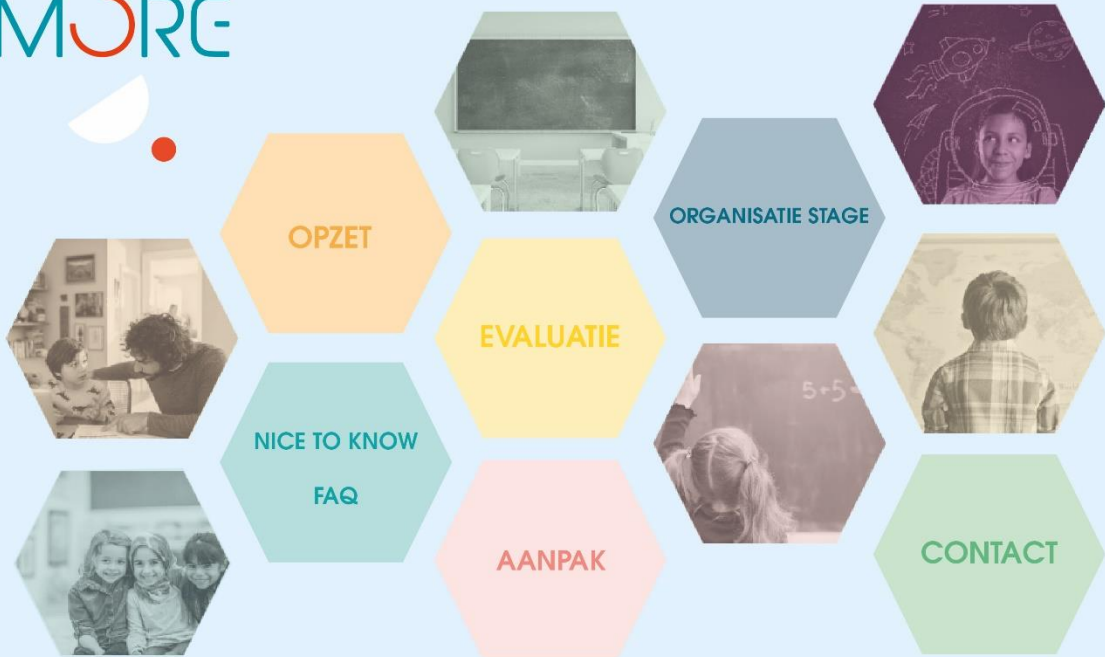 MORE
OPZET
ORGANISATIE STAGE
EVALUATIE
NICE TO KNOW
FAQ
5+5=
AANPAK
CONTACT